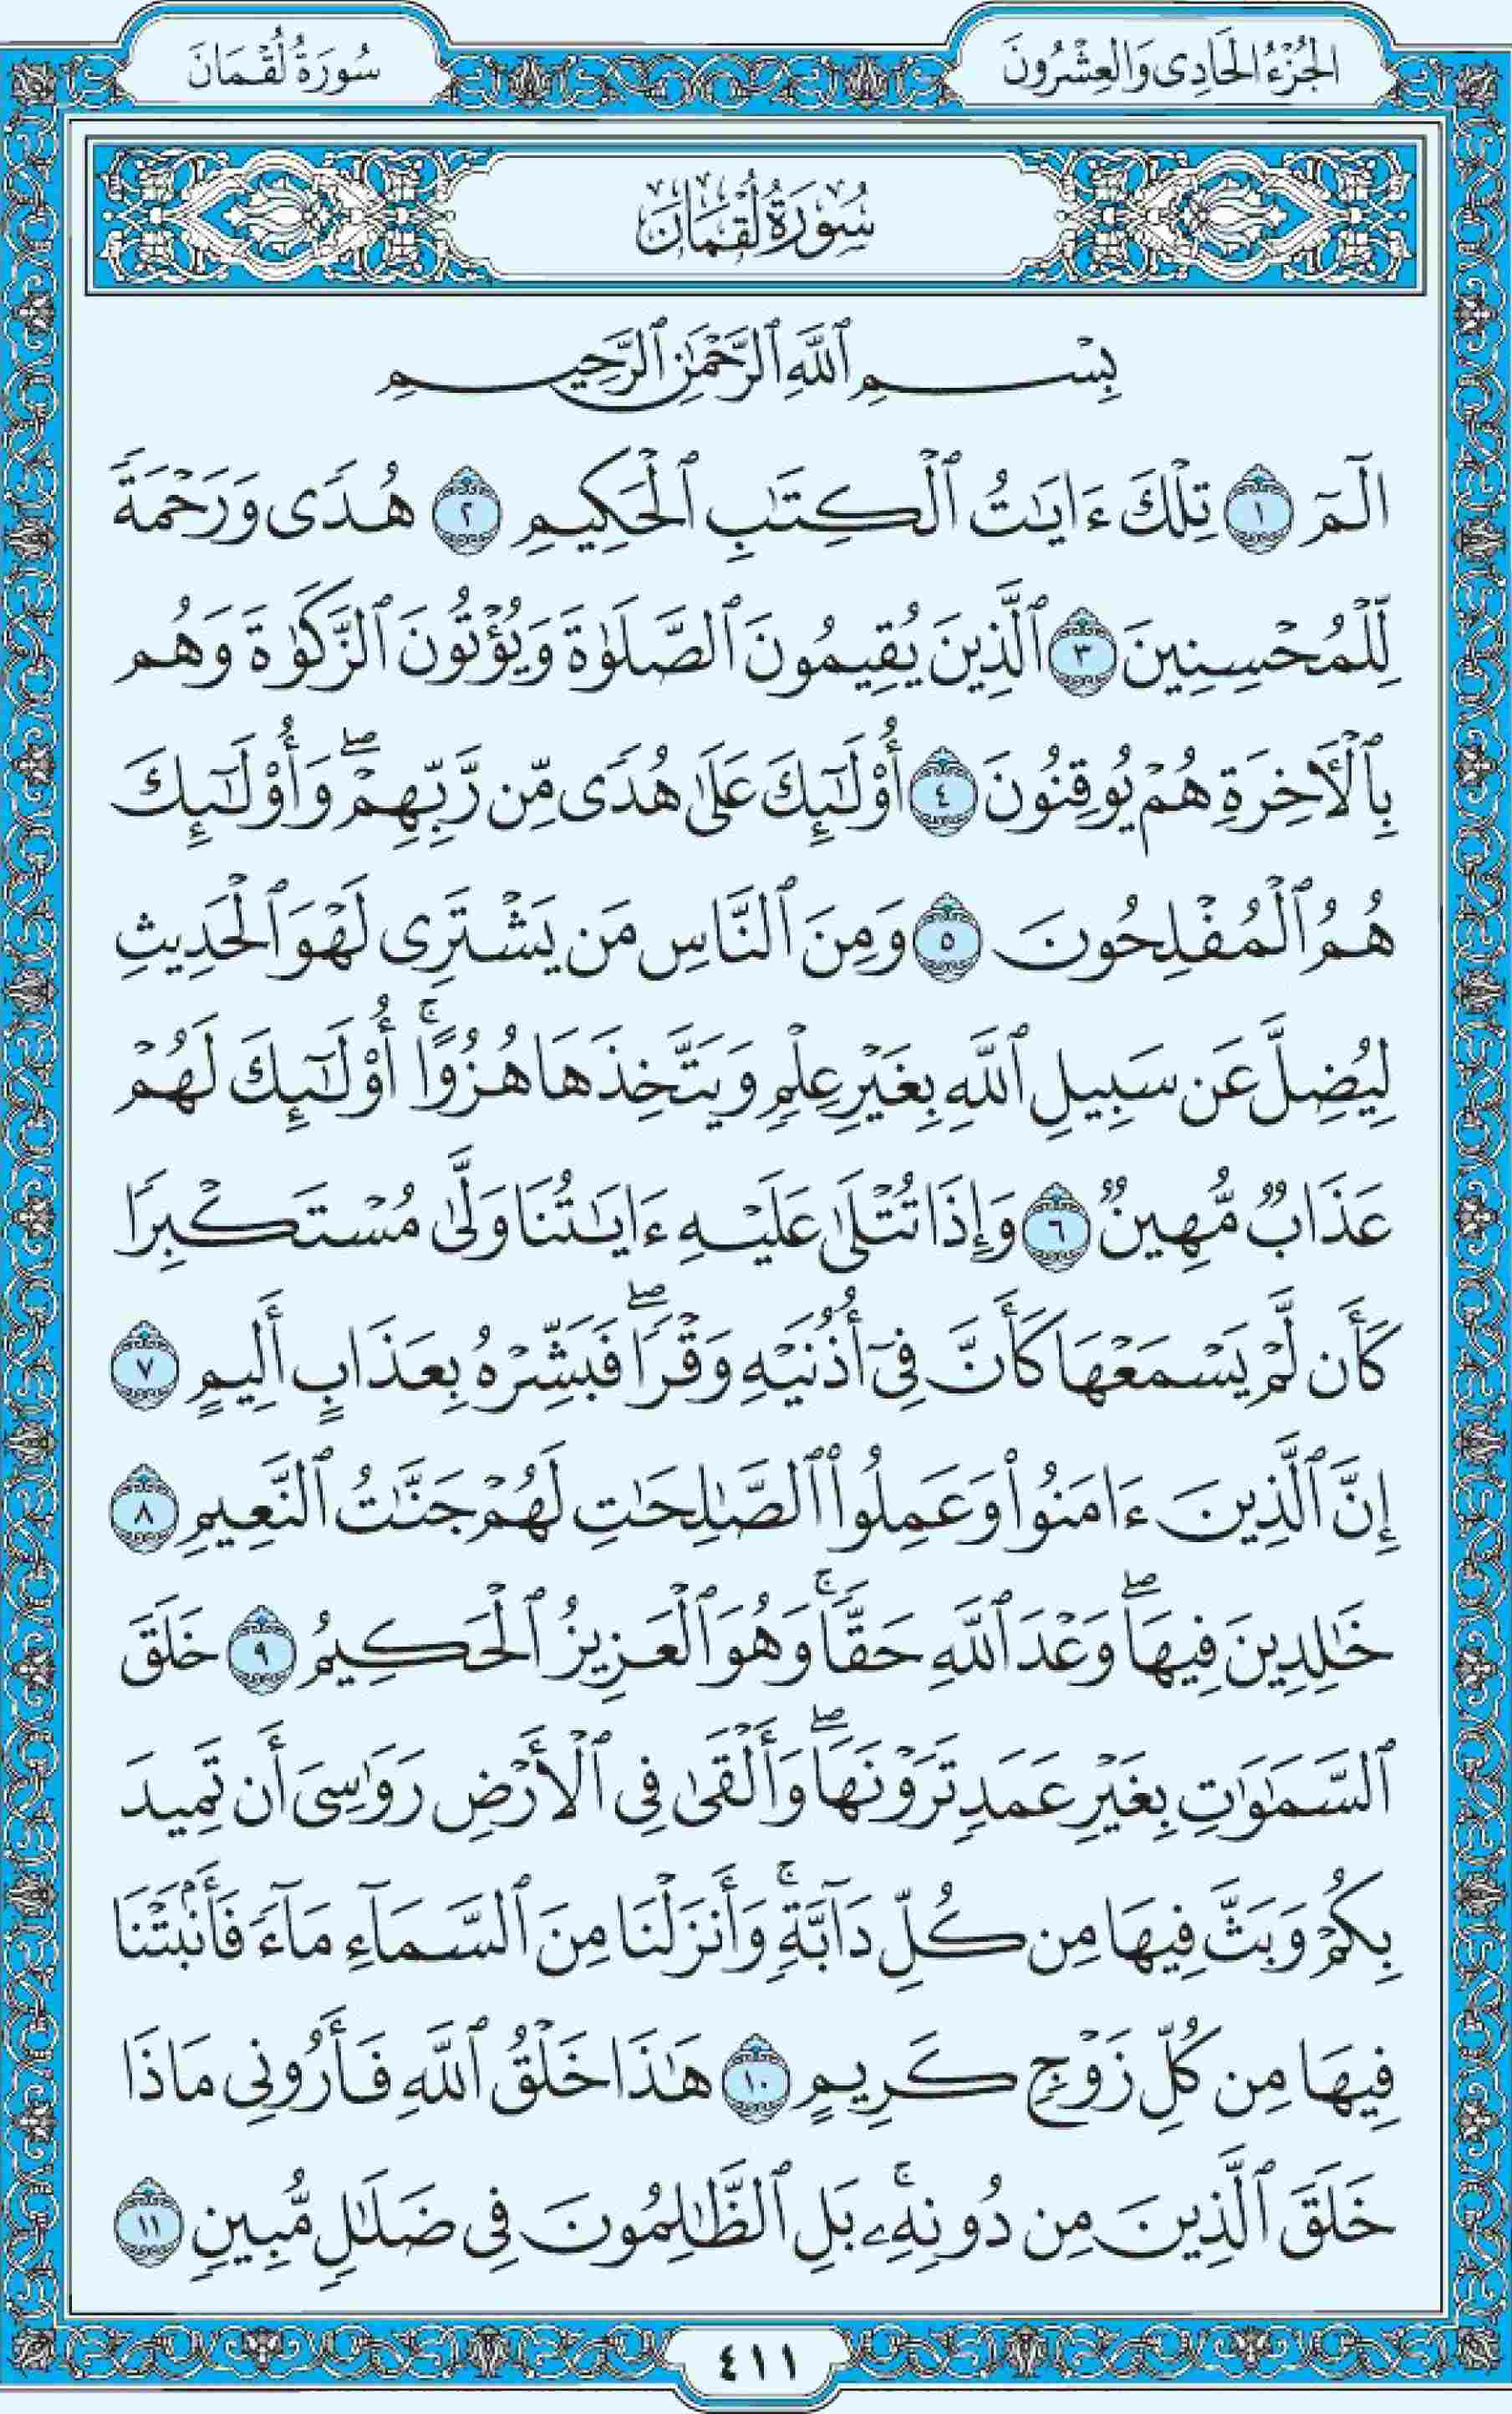 الجُزْءُ الحَادِى وَالعِشْرُونَ
سُورَةُ لُقْمَانَ
سُورَةُ لُقْمَانَ
بِسْمِ ٱللَّهِ ٱلرَّحْمَٰنِ ٱلرَّحِيمِ
الٓمٓ ١ تِلْكَ ءَايَٰتُ ٱلْكِتَٰبِ ٱلْحَكِيمِ ٢ هُدًى وَرَحْمَةً
لِّلْمُحْسِنِينَ ٣ ٱلَّذِينَ يُقِيمُونَ ٱلصَّلَوٰةَ وَيُؤْتُونَ ٱلزَّكَوٰةَ وَهُم
بِٱلْأَخِرَةِ هُمْ يُوقِنُونَ ٤ أُو۟لَٰٓئِكَ عَلَىٰ هُدًى مِّن رَّبِّهِمْۖ وَأُو۟لَٰٓئِكَ
هُمُ ٱلْمُفْلِحُونَ ٥ وَمِنَ ٱلنَّاسِ مَن يَشْتَرِى لَهْوَ ٱلْحَدِيثِ
لِيُضِلَّ عَن سَبِيلِ ٱللَّهِ بِغَيْرِ عِلْمٍ وَيَتَّخِذَهَا هُزُوًاۚ أُو۟لَٰٓئِكَ لَهُمْ
عَذَابٌ مُّهِينٌ ٦ وَإِذَا تُتْلَىٰ عَلَيْهِ ءَايَٰتُنَا وَلَّىٰ مُسْتَكْبِرًا
كَأَن لَّمْ يَسْمَعْهَا كَأَنَّ فِىٓ أُذُنَيْهِ وَقْرًاۖ فَبَشِّرْهُ بِعَذَابٍ أَلِيمٍ ٧
إِنَّ ٱلَّذِينَ ءَامَنُوا۟ وَعَمِلُوا۟ ٱلصَّٰلِحَٰتِ لَهُمْ جَنَّٰتُ ٱلنَّعِيمِ ٨
خَٰلِدِينَ فِيهَاۖ وَعْدَ ٱللَّهِ حَقًّاۚ وَهُوَ ٱلْعَزِيزُ ٱلْحَكِيمُ ٩ خَلَقَ
ٱلسَّمَٰوَٰتِ بِغَيْرِ عَمَدٍ تَرَوْنَهَاۖ وَأَلْقَىٰ فِى ٱلْأَرْضِ رَوَٰسِىَ أَن تَمِيدَ
بِكُمْ وَبَثَّ فِيهَا مِن كُلِّ دَآبَّةٍۚ وَأَنزَلْنَا مِنَ ٱلسَّمَآءِ مَآءً فَأَنۢبَتْنَا
فِيهَا مِن كُلِّ زَوْجٍ كَرِيمٍ ١٠ هَٰذَا خَلْقُ ٱللَّهِ فَأَرُونِى مَاذَا
خَلَقَ ٱلَّذِينَ مِن دُونِهِۦۚ بَلِ ٱلظَّٰلِمُونَ فِى ضَلَٰلٍ مُّبِينٍ ١١
٤١١